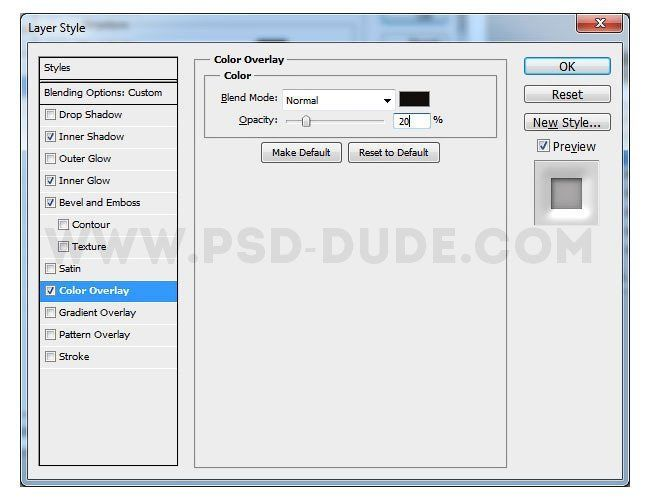 Layer Style
Styles
Blending Options: Custom
Drop Shadow
Inner Shadow
Outer Glow
Inner Glow
Bevel and Emboss
Contour
Texture
Satin
Color Overlay
Gradient Overlay
Pattern Overlay
Stroke
Color Overlay
Color
Blend Mode: Normal
Opacity: 20 %
Make Default Reset to Default
OK
Reset
New Style...
Preview
WWW.PSD-DUDE.COM